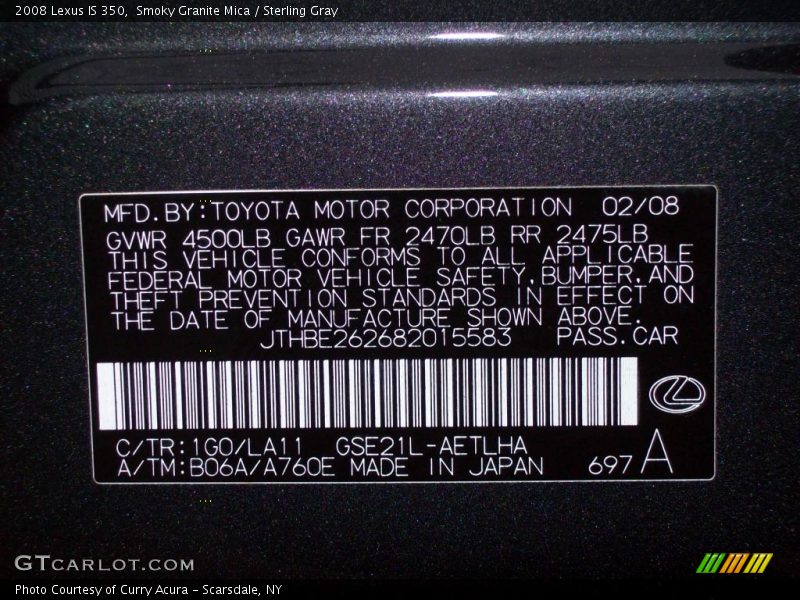 2008 Lexus IS 350, Smoky Granite Mica / Sterling Gray
MFD.BY:TOYOTA MOTOR CORPORATION 02/08
GVWR 4500LB GAWR FR 2470LB RR 2475LB
THIS VEHICLE CONFORMS TO ALL APPLICABLE
FEDERAL MOTOR VEHICLE SAFETY,BUMPER,AND
THEFT PREVENTION STANDARDS IN EFFECT ON
THE DATE OF MANUFACTURE SHOWN ABOVE.
JTHBE262682015583 PASS.CAR
C/TR:1G0/LA11 GSE21L-AETLHA
A/TM:B06A/A760E MADE IN JAPAN 697 A
GTCARLOT.COM
Photo Courtesy of Curry Acura - Scarsdale, NY